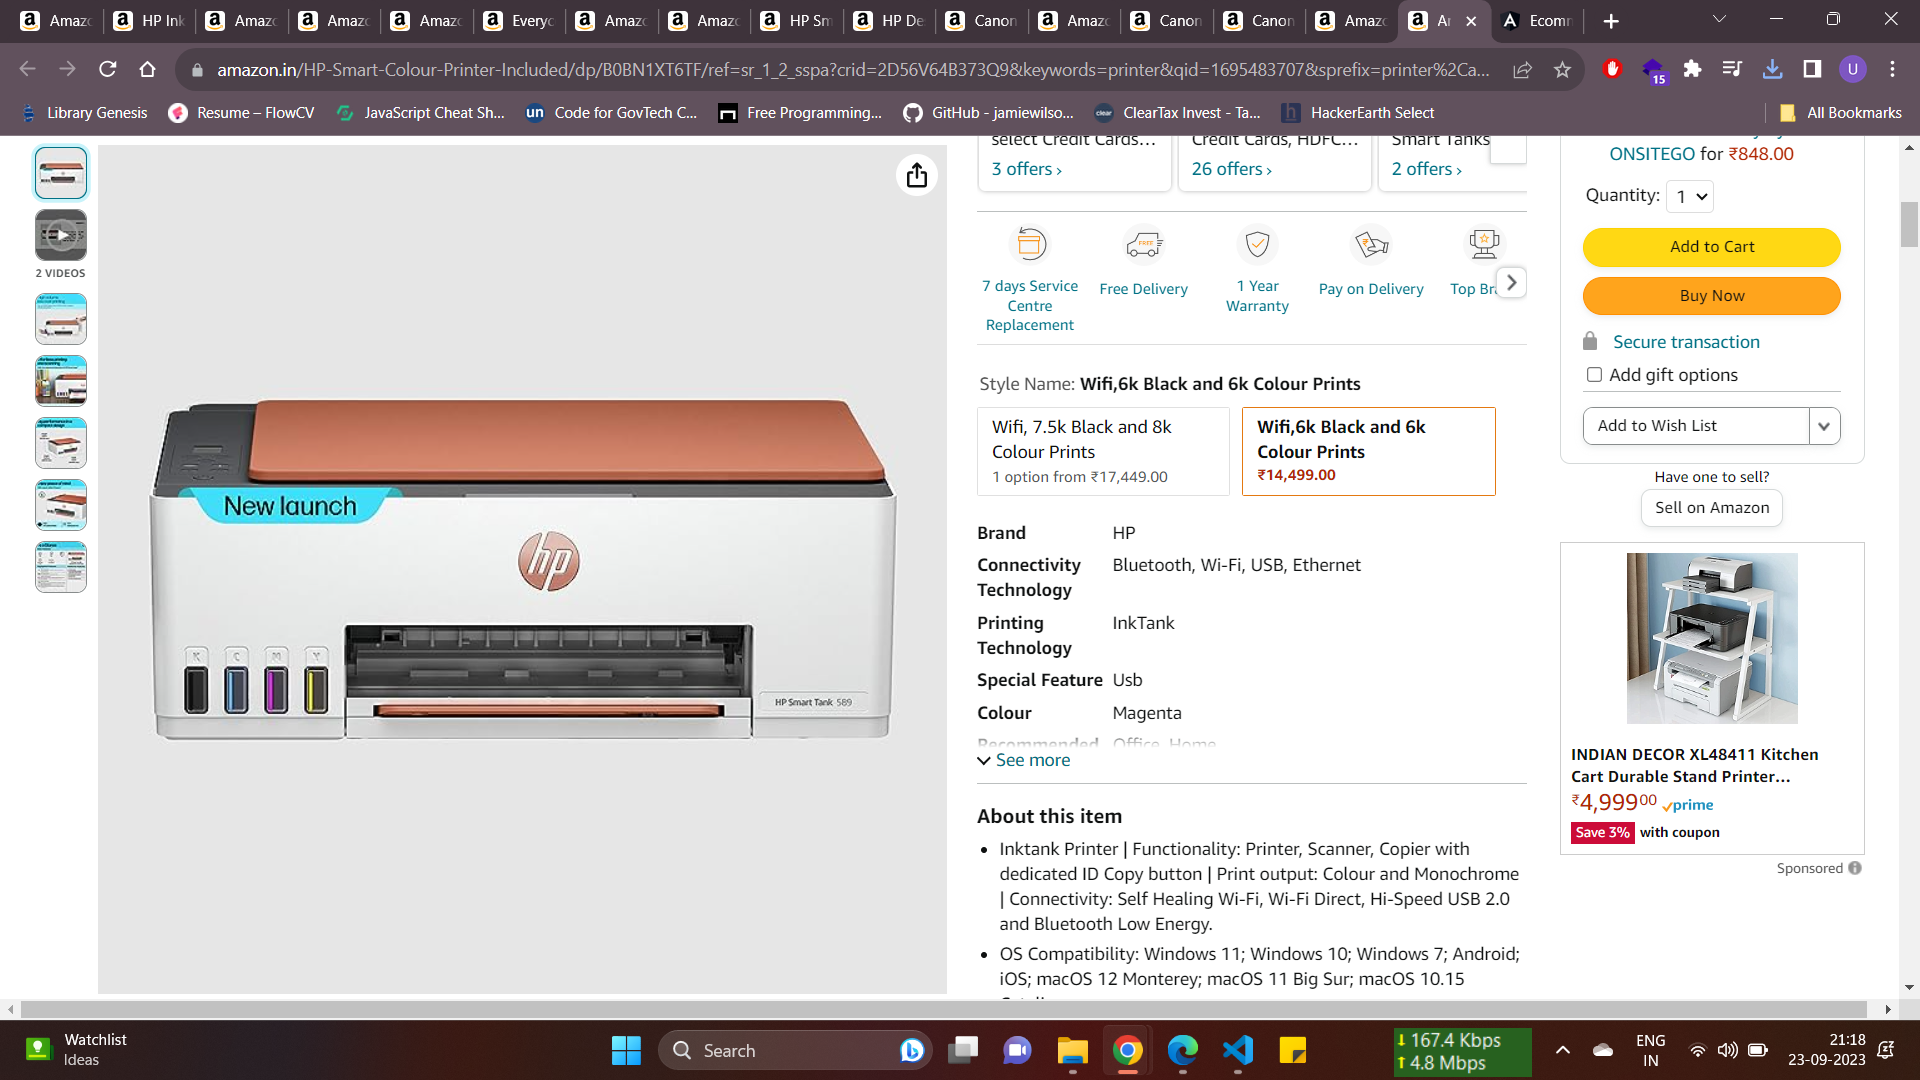 Amazo
HP Ink
Amazo
Amazo
Amazo
Everyc
Amazo
Amazo
HP Sm
HP De
Canon
Amazo
Canon
Canon
Amazo
Ar
Ecomm
amazon.in/HP-Smart-Colour-Printer-Included/dp/B0BN1XT6TF/ref=sr_1_2_sspa?crid=2D56V64B373Q9&keywords=printer&qid=1695483707&sprefix=printer%2Ca...
15
U
Library Genesis
Resume – FlowCV
JavaScript Cheat Sh...
un
Code for GovTech C...
Free Programming...
GitHub - jamiewilso...
clear
ClearTax Invest - Ta...
h
HackerEarth Select
All Bookmarks
select Credit Cards…
Credit Cards, HDFC…
Smart Tanks
3 offers ›
26 offers ›
2 offers ›
ONSITEGO for ₹848.00
Quantity: 1
Add to Cart
Buy Now
Secure transaction
Add gift options
Add to Wish List
Have one to sell?
Sell on Amazon
2 VIDEOS
FREE
7 days Service
Centre
Replacement
Free Delivery
1 Year
Warranty
Pay on Delivery
Top Br
Style Name: Wifi,6k Black and 6k Colour Prints
Wifi, 7.5k Black and 8k
Colour Prints
1 option from ₹17,449.00
Wifi,6k Black and 6k
Colour Prints
₹14,499.00
New launch
hp
K
C
M
Y
HP Smart Tank 589
Brand HP
Connectivity
Technology
Bluetooth, Wi-Fi, USB, Ethernet
Printing
Technology
InkTank
Special Feature Usb
Colour Magenta
Recommended Office, Home
See more
About this item
• Inktank Printer | Functionality: Printer, Scanner, Copier with
dedicated ID Copy button | Print output: Colour and Monochrome
| Connectivity: Self Healing Wi-Fi, Wi-Fi Direct, Hi-Speed USB 2.0
and Bluetooth Low Energy.
• OS Compatibility: Windows 11; Windows 10; Windows 7; Android;
iOS; macOS 12 Monterey; macOS 11 Big Sur; macOS 10.15
INDIAN DECOR XL48411 Kitchen
Cart Durable Stand Printer…
₹4,99900 prime
Save 3% with coupon
Sponsored
Watchlist
Ideas
Search
167.4 Kbps
4.8 Mbps
ENG
IN
21:18
23-09-2023